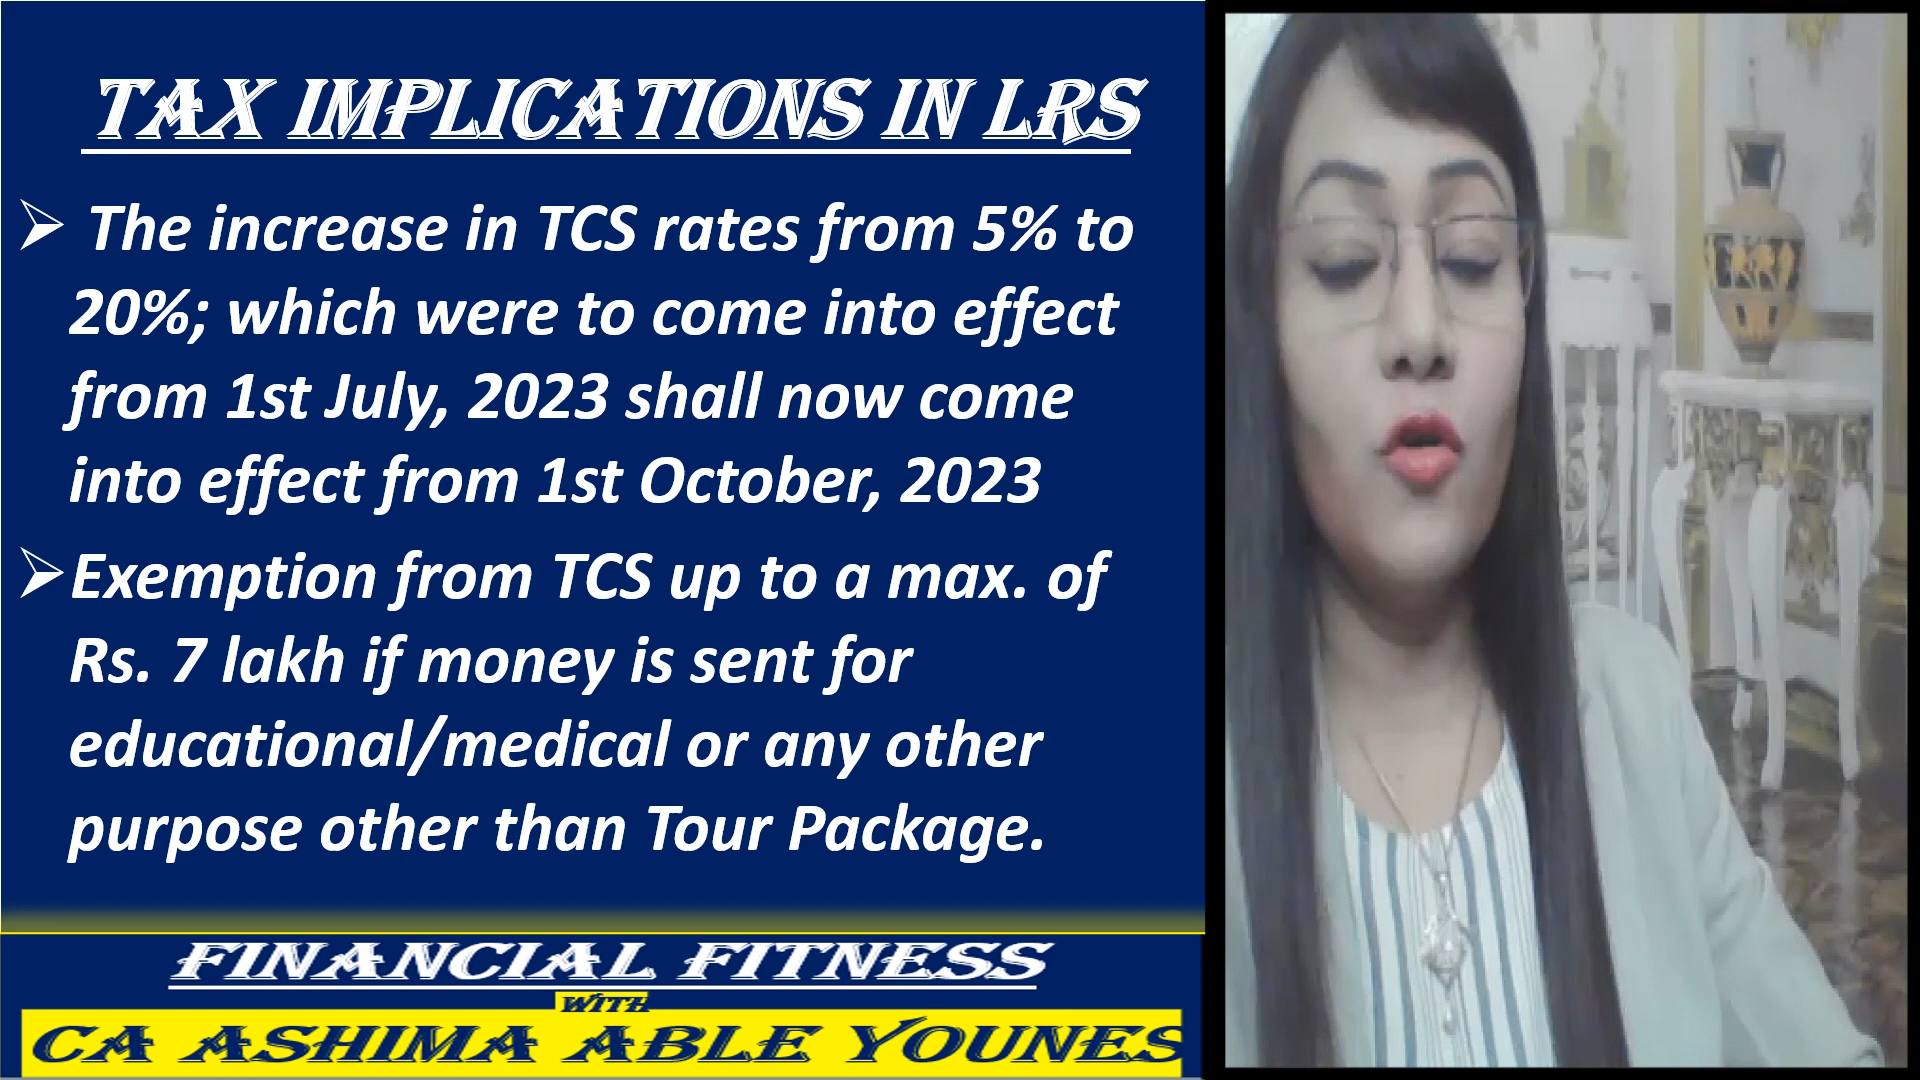 TAX IMPLICATIONS IN LRS
➢ The increase in TCS rates from 5% to
20%; which were to come into effect
from 1st July, 2023 shall now come
into effect from 1st October, 2023
➢Exemption from TCS up to a max. of
Rs. 7 lakh if money is sent for
educational/medical or any other
purpose other than Tour Package.
FINANCIAL FITNESS
WITH
CA ASHIMA ABLE YOUNES